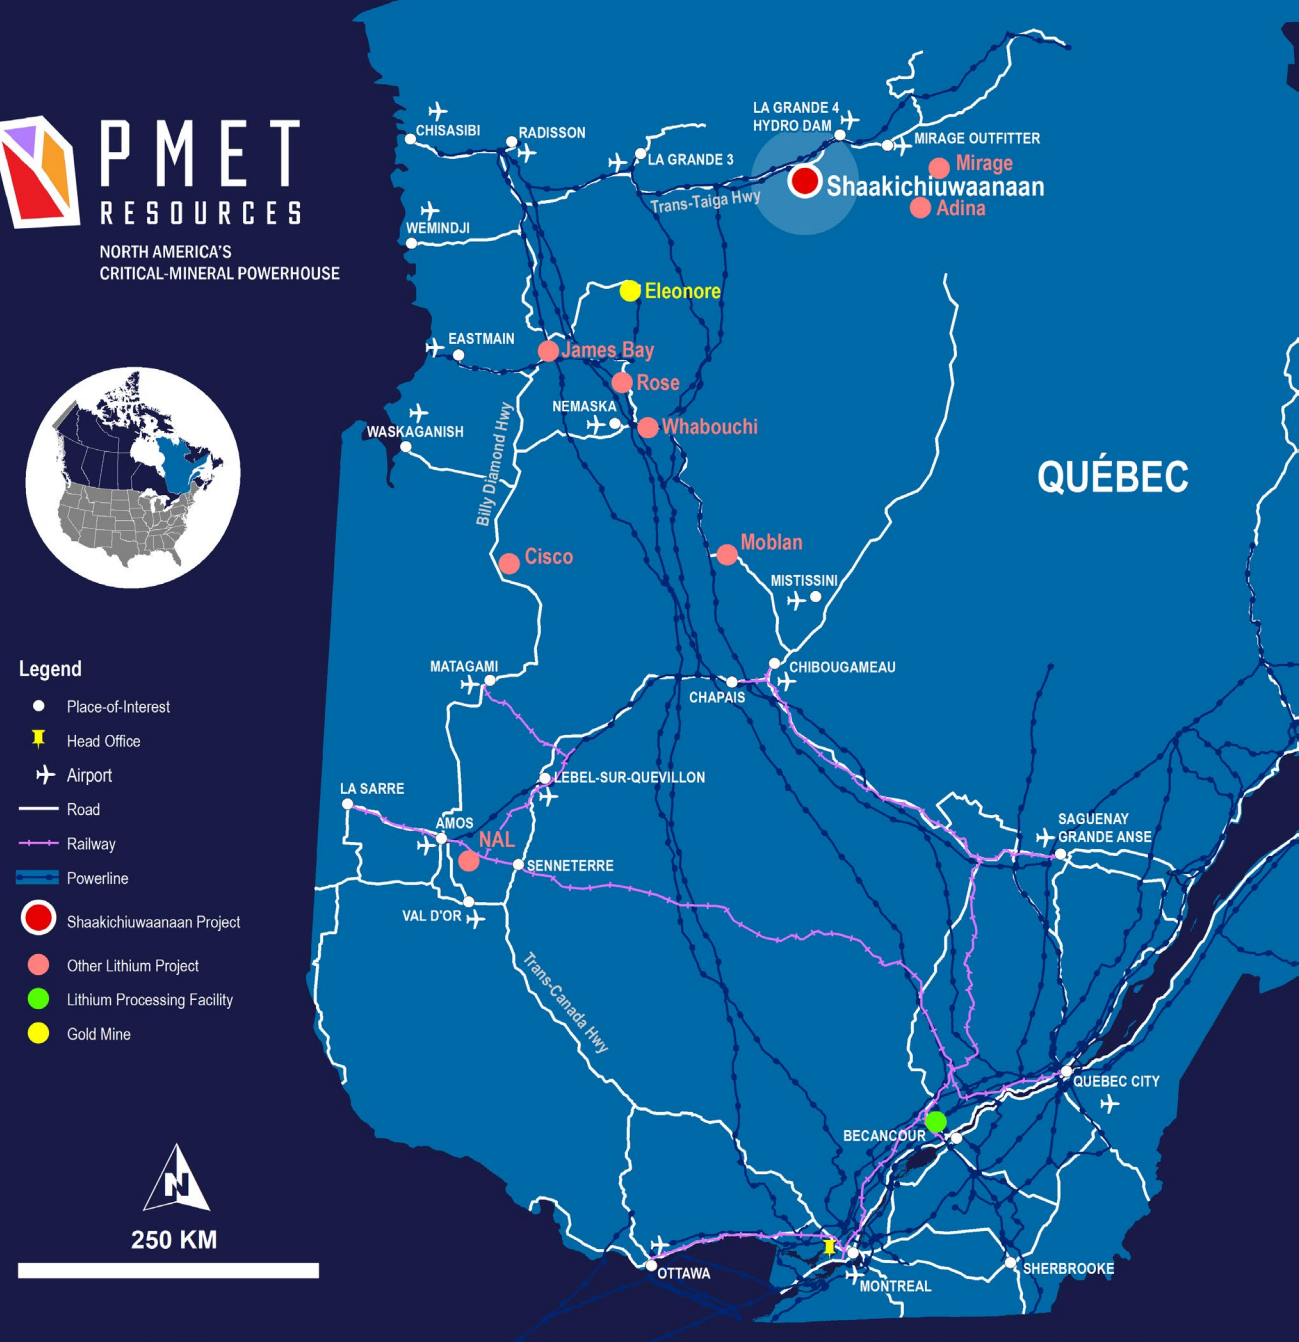 PMET
RESOURCES
NORTH AMERICA'S
CRITICAL-MINERAL POWERHOUSE
CHISASIBI
RADISSON
LA GRANDE 3
LA GRANDE 4
HYDRO DAM
MIRAGE OUTFITTER
Mirage
Shaakichiuwaanaan
Adina
Trans-Taiga Hwy
WEMINDJI
Eleonore
EASTMAIN
James Bay
Rose
NEMASKA
Whabouchi
WASKAGANISH
Billy Diamond Hwy
QUÉBEC
Cisco
Moblan
MISTISSINI
MATAGAMI
CHIBOUGAMEAU
CHAPAIS
LEBEL-SUR-QUEVILLON
LA SARRE
AMOS
NAL
SENNETERRE
VAL D'OR
SAGUENAY
GRANDE ANSE
Trans-Canada Hwy
QUEBEC CITY
BECANCOUR
OTTAWA
MONTREAL
SHERBROOKE
Legend
Place-of-Interest
Head Office
Airport
Road
Railway
Powerline
Shaakichiuwaanaan Project
Other Lithium Project
Lithium Processing Facility
Gold Mine
N
250 KM